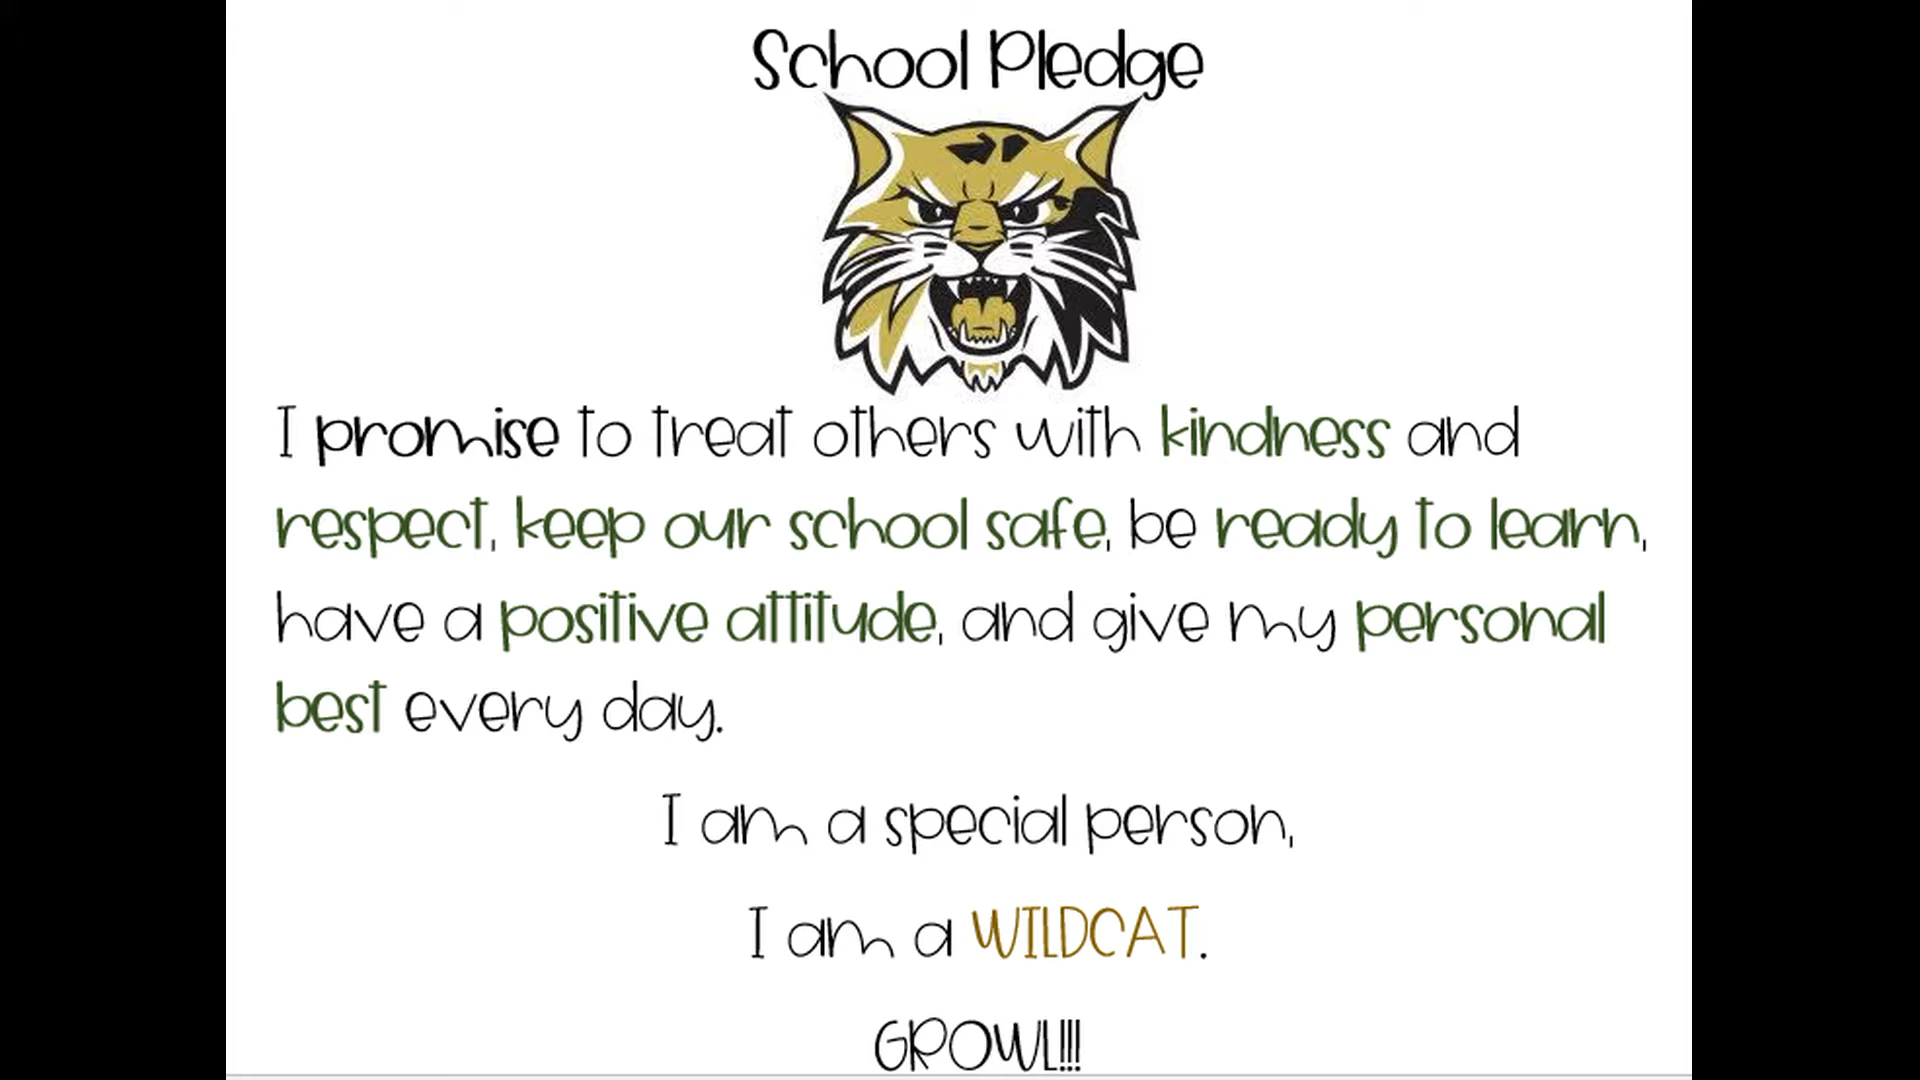 School Pledge
I promise to treat others with kindness and
respect, keep our school safe, be ready to learn,
have a positive attitude, and give my personal
best every day.
I am a special person,
I am a WILDCAT.
GROWL!!!